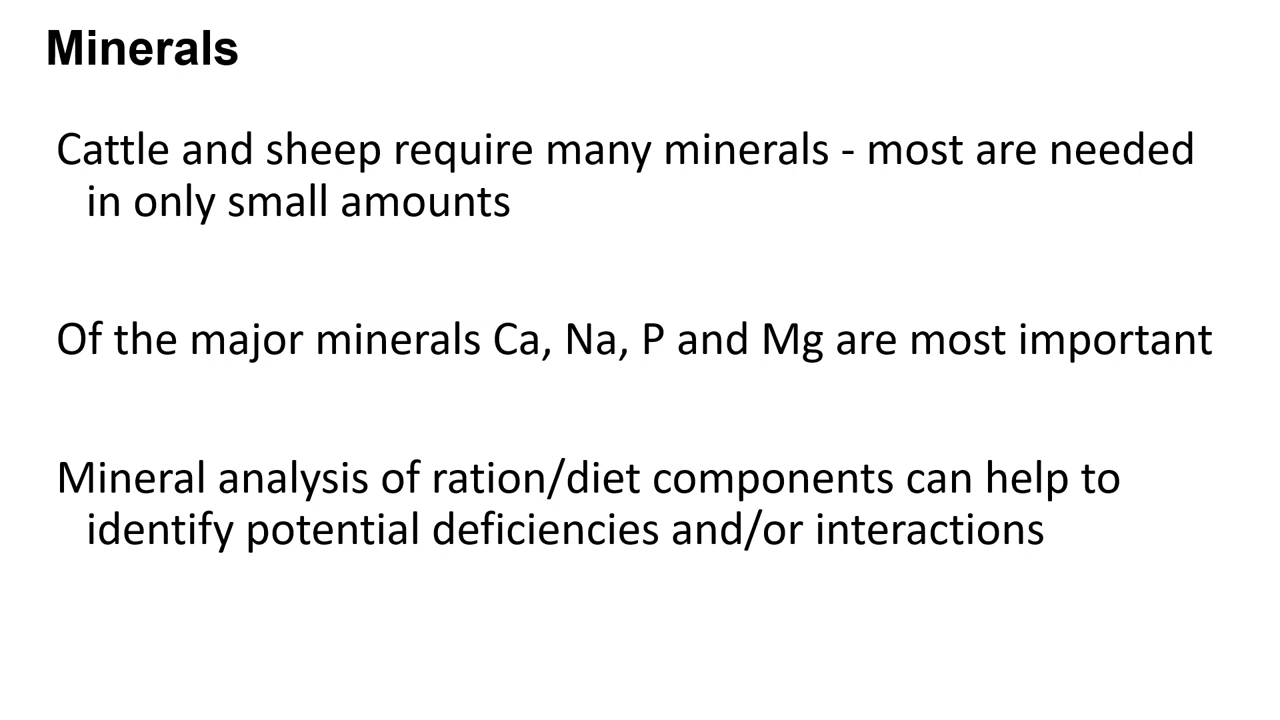 Minerals
Cattle and sheep require many minerals - most are needed
in only small amounts
Of the major minerals Ca, Na, P and Mg are most important
Mineral analysis of ration/diet components can help to
identify potential deficiencies and/or interactions